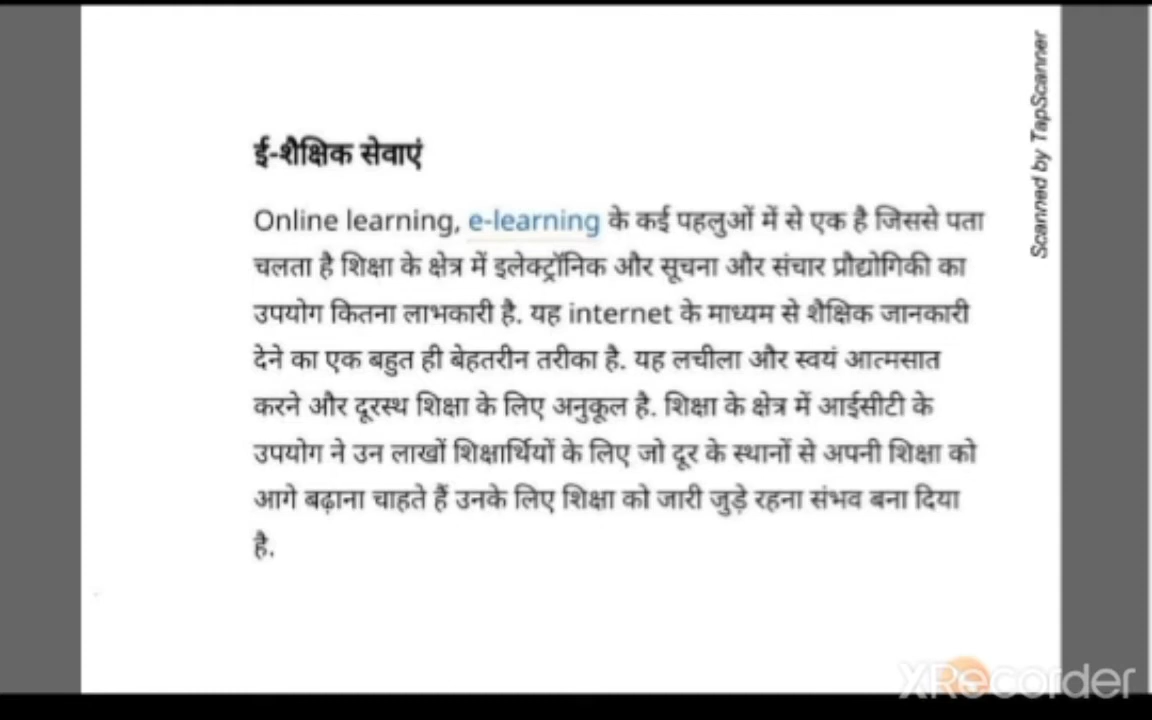 ई-शैक्षिक सेवाएं
Online learning, e-learning के कई पहलुओं में से एक है जिससे पता
चलता है शिक्षा के क्षेत्र में इलेक्ट्रॉनिक और सूचना और संचार प्रौद्योगिकी का
उपयोग कितना लाभकारी है. यह internet के माध्यम से शैक्षिक जानकारी
देने का एक बहुत ही बेहतरीन तरीका है. यह लचीला और स्वयं आत्मसात
करने और दूरस्थ शिक्षा के लिए अनुकूल है. शिक्षा के क्षेत्र में आईसीटी के
उपयोग ने उन लाखों शिक्षार्थियों के लिए जो दूर के स्थानों से अपनी शिक्षा को
आगे बढ़ाना चाहते हैं उनके लिए शिक्षा को जारी जुड़े रहना संभव बना दिया
है.
Scanned by TapScanner
XRecorder